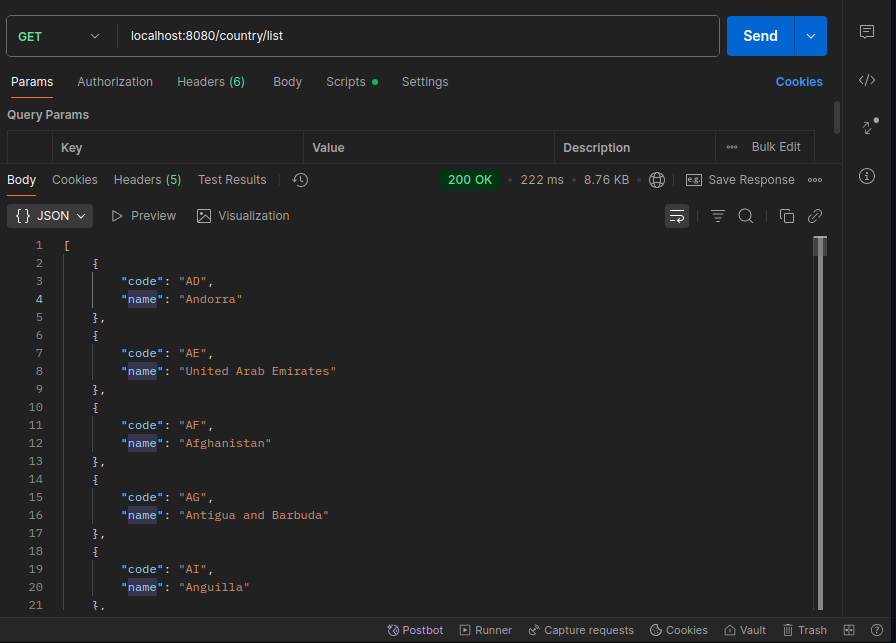 GET localhost:8080/country/list Send
Params Authorization Headers (6) Body Scripts Settings Cookies
Query Params
Key Value Description Bulk Edit
Body Cookies Headers (5) Test Results 200 OK 222 ms 8.76 KB e.g. Save Response
{} JSON Preview Visualization
1 [
2 {
3 "code": "AD",
4 "name": "Andorra"
5 },
6 {
7 "code": "AE",
8 "name": "United Arab Emirates"
9 },
10 {
11 "code": "AF",
12 "name": "Afghanistan"
13 },
14 {
15 "code": "AG",
16 "name": "Antigua and Barbuda"
17 },
18 {
19 "code": "AI",
20 "name": "Anguilla"
21 },
Postbot Runner Capture requests Cookies Vault Trash